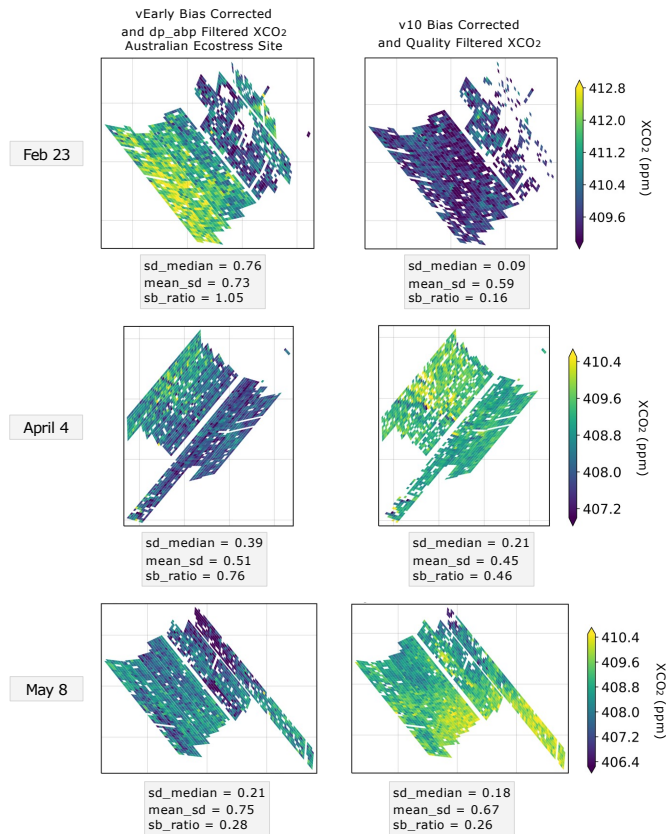 vEarly Bias Corrected
and dp_abp Filtered XCO2
Australian Ecostress Site
v10 Bias Corrected
and Quality Filtered XCO2
Feb 23
412.8
412.0
411.2
410.4
409.6
XCO2 (ppm)
sd_median = 0.76
mean_sd = 0.73
sb_ratio = 1.05
sd_median = 0.09
mean_sd = 0.59
sb_ratio = 0.16
April 4
410.4
409.6
408.8
408.0
407.2
XCO2 (ppm)
sd_median = 0.39
mean_sd = 0.51
sb_ratio = 0.76
sd_median = 0.21
mean_sd = 0.45
sb_ratio = 0.46
May 8
410.4
409.6
408.8
408.0
407.2
406.4
XCO2 (ppm)
sd_median = 0.21
mean_sd = 0.75
sb_ratio = 0.28
sd_median = 0.18
mean_sd = 0.67
sb_ratio = 0.26